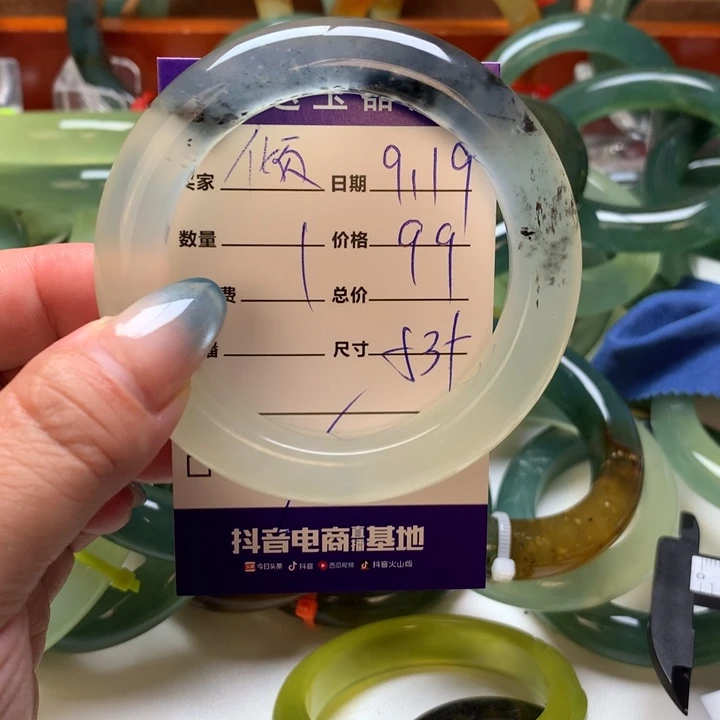 玉器
买家 倾 日期 9.19
数量 1 价格 99
费 总价
播 尺寸 53+
抖音电商直播基地
今日头条 抖音 西瓜视频 抖音火山版